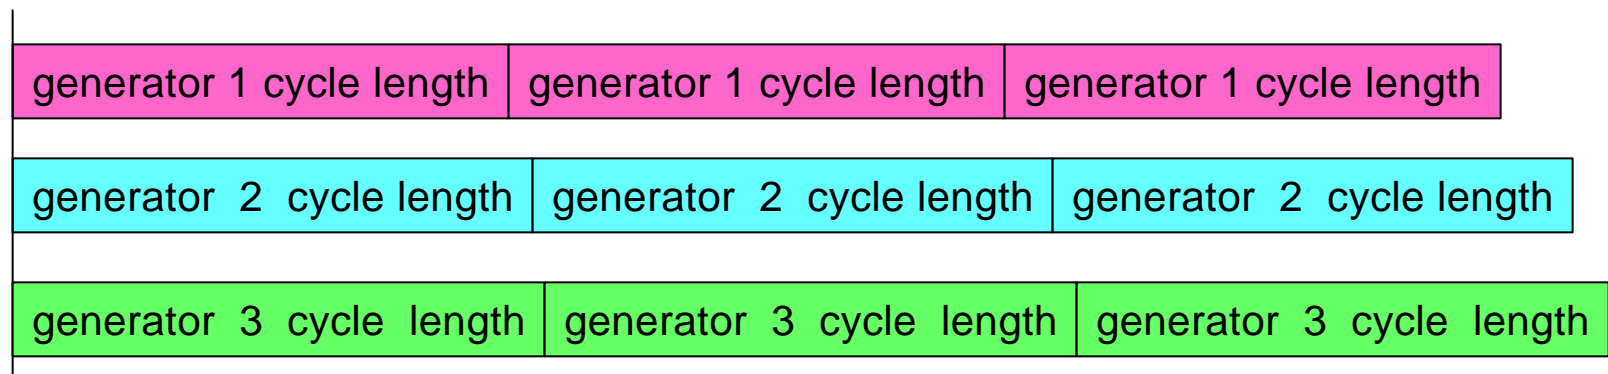 generator 1 cycle length generator 1 cycle length generator 1 cycle length
generator 2 cycle length generator 2 cycle length generator 2 cycle length
generator 3 cycle length generator 3 cycle length generator 3 cycle length